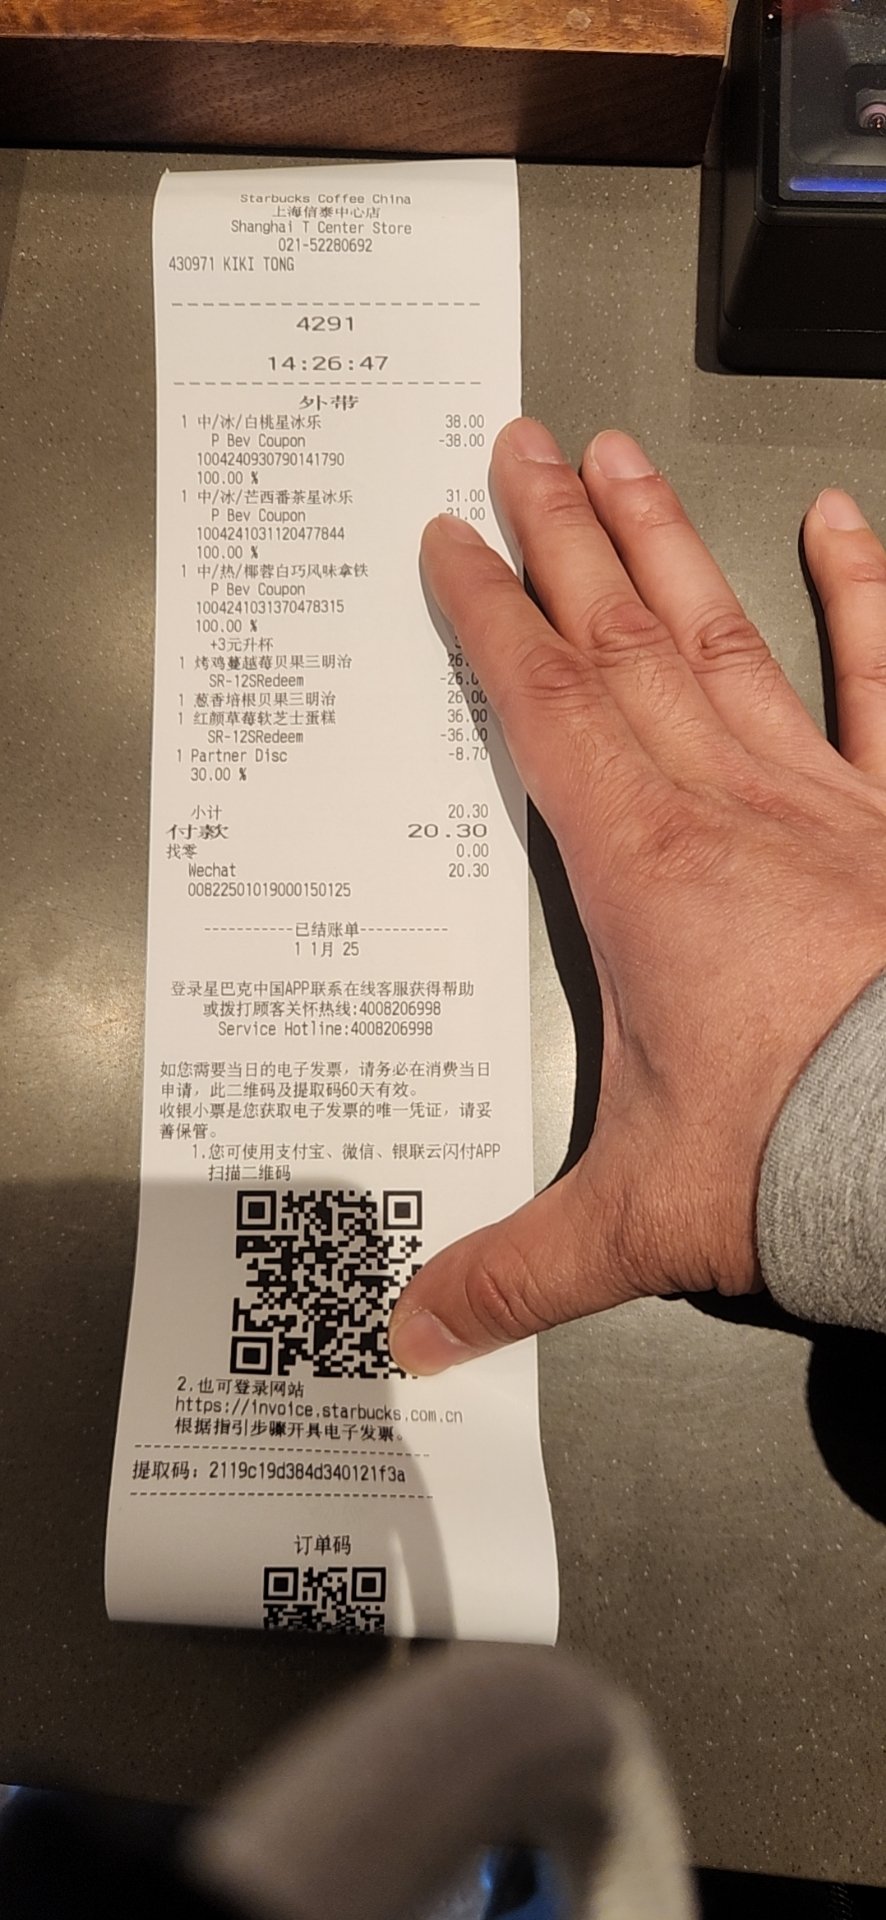 Starbucks Coffee China
上海信泰中心店
Shanghai T Center Store
021-52280692
430971 KIKI TONG
4291
14:26:47
外带
1 中/冰/白桃星冰乐 38.00
P Bev Coupon -38.00
1004240930790141790
100.00 %
1 中/冰/芒西番茶星冰乐 31.00
P Bev Coupon 31.00
1004241031120477844
100.00 %
1 中/热/椰蓉白巧风味拿铁
P Bev Coupon
1004241031370478315
100.00 %
+3元升杯
1 烤鸡蔓越莓贝果三明治 26.
SR-12SRedeem -26.00
1 葱香培根贝果三明治 26.00
1 红颜草莓软芝士蛋糕 36.00
SR-12SRedeem -36.00
1 Partner Disc -8.70
30.00 %
小计 20.30
付款 20.30
找零 0.00
Wechat 20.30
00822501019000150125
-----------已结账单-----------
1 1月 25
登录星巴克中国APP联系在线客服获得帮助
或拨打顾客关怀热线:4008206998
Service Hotline:4008206998
如您需要当日的电子发票，请务必在消费当日
申请，此二维码及提取码60天有效。
收银小票是您获取电子发票的唯一凭证，请妥
善保管。
1.您可使用支付宝、微信、银联云闪付APP
扫描二维码
2.也可登录网站
https://invoice.starbucks.com.cn
根据指引步骤开具电子发票。
提取码：2119c19d384d340121f3a
订单码